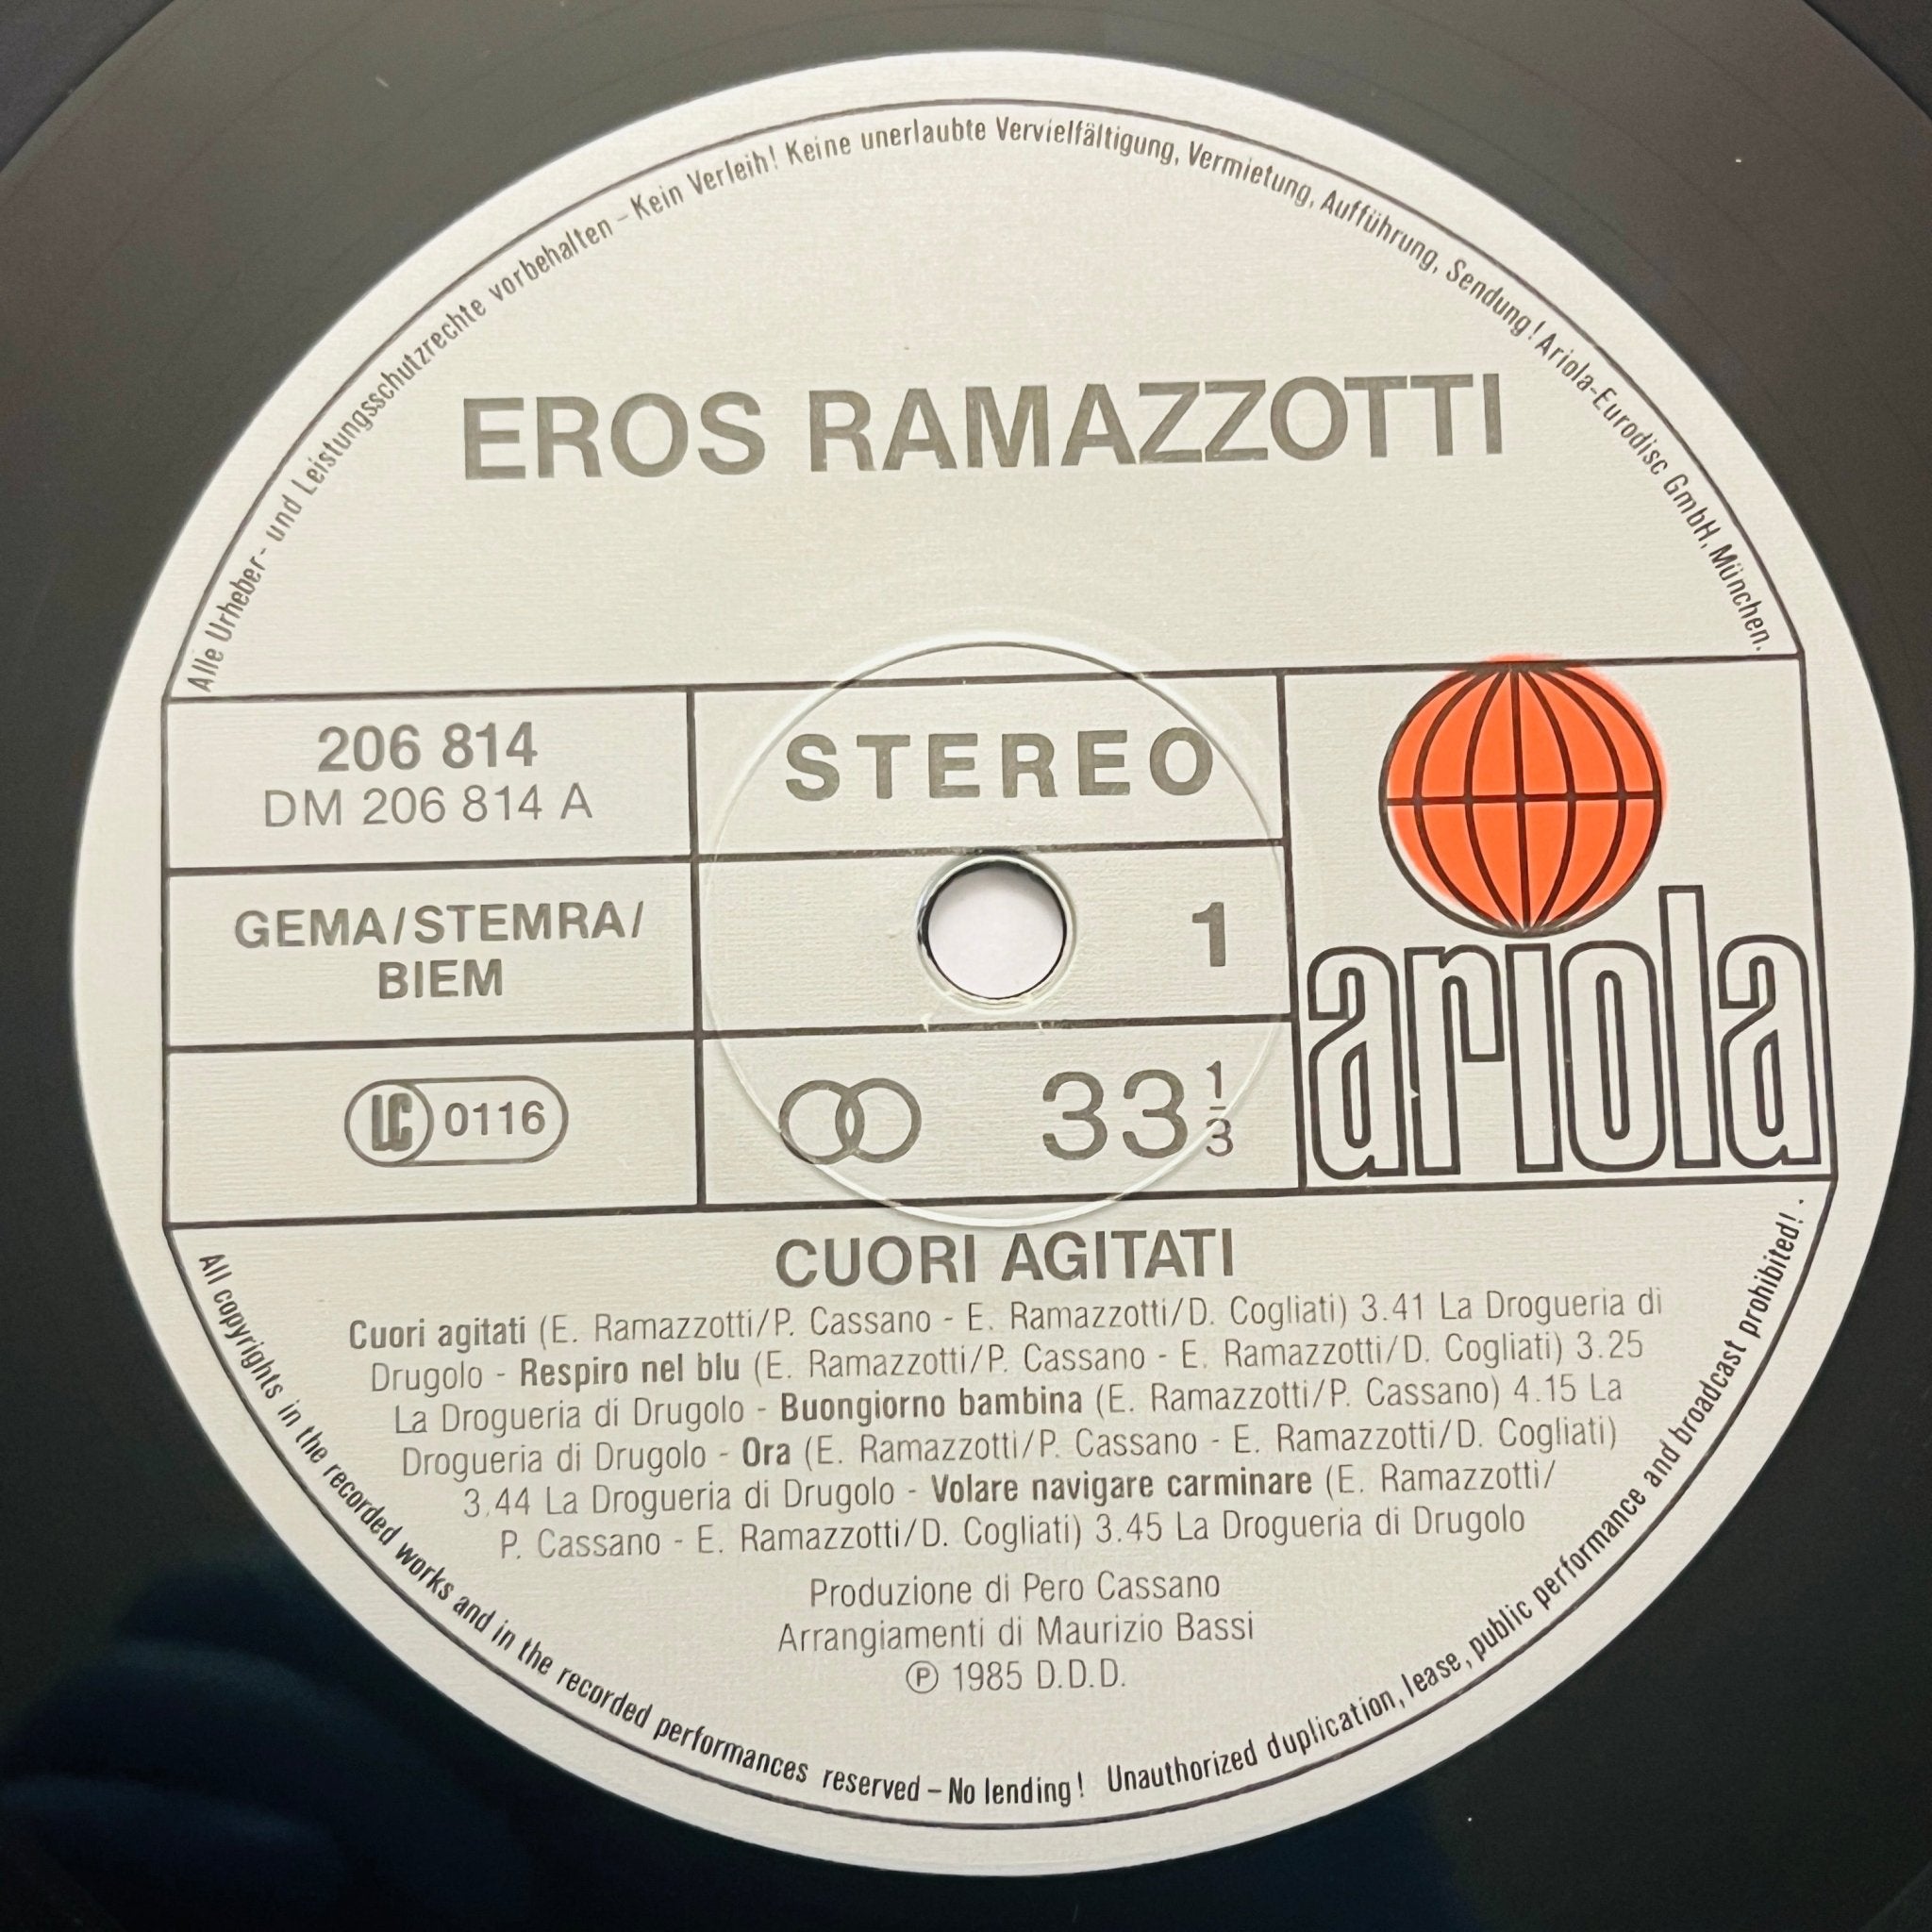 Alle Urheber- und Leistungsschutzrechte vorbehalten – Kein Verleih! Keine unerlaubte Vervielfältigung, Vermietung, Aufführung, Sendung! Ariola-Eurodisc GmbH, München.
EROS RAMAZZOTTI
206 814
DM 206 814 A
STEREO
GEMA/STEMRA/
BIEM
1
LC 0116
33 1/3
ariola
CUORI AGITATI
Cuori agitati (E. Ramazzotti/P. Cassano - E. Ramazzotti/D. Cogliati) 3.41 La Drogueria di
Drugolo - Respiro nel blu (E. Ramazzotti/P. Cassano - E. Ramazzotti/D. Cogliati) 3.25
La Drogueria di Drugolo - Buongiorno bambina (E. Ramazzotti/P. Cassano) 4.15 La
Drogueria di Drugolo - Ora (E. Ramazzotti/P. Cassano - E. Ramazzotti/D. Cogliati)
3.44 La Drogueria di Drugolo - Volare navigare carminare (E. Ramazzotti/
P. Cassano - E. Ramazzotti/D. Cogliati) 3.45 La Drogueria di Drugolo
Produzione di Pero Cassano
Arrangiamenti di Maurizio Bassi
℗ 1985 D.D.D.
All copyrights in the recorded works and in the recorded performances reserved – No lending! Unauthorized duplication, lease, public performance and broadcast prohibited! .